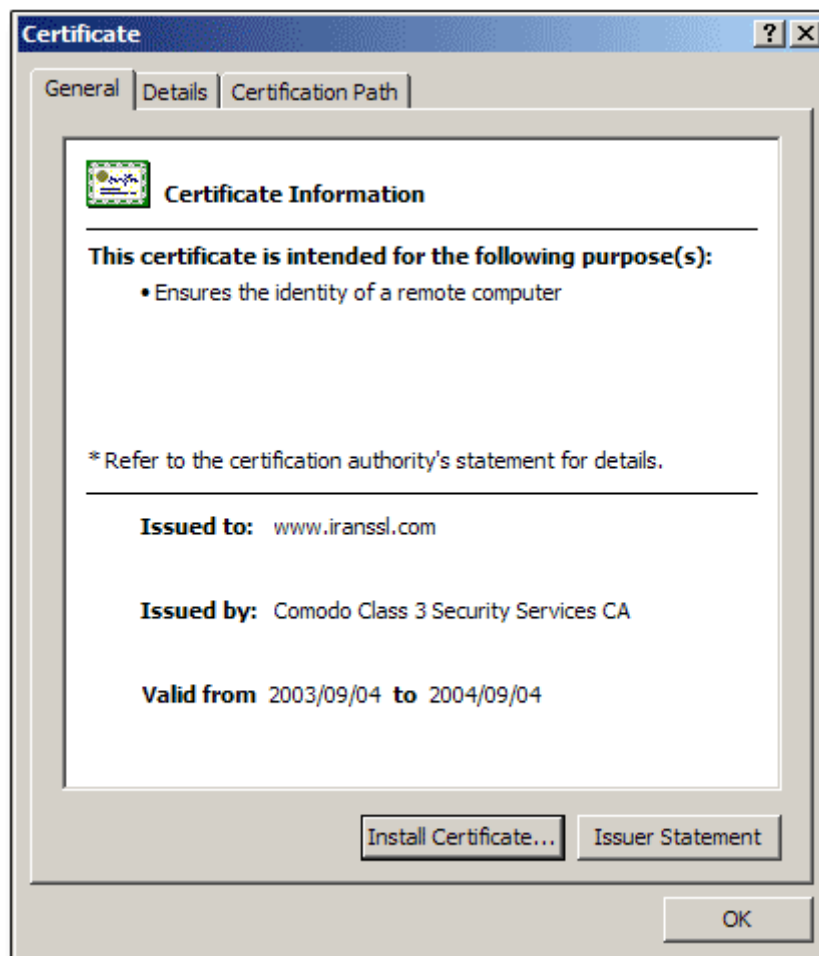 Certificate
General Details Certification Path
Certificate Information
This certificate is intended for the following purpose(s):
• Ensures the identity of a remote computer
* Refer to the certification authority's statement for details.
Issued to: www.iranssl.com
Issued by: Comodo Class 3 Security Services CA
Valid from 2003/09/04 to 2004/09/04
Install Certificate... Issuer Statement
OK